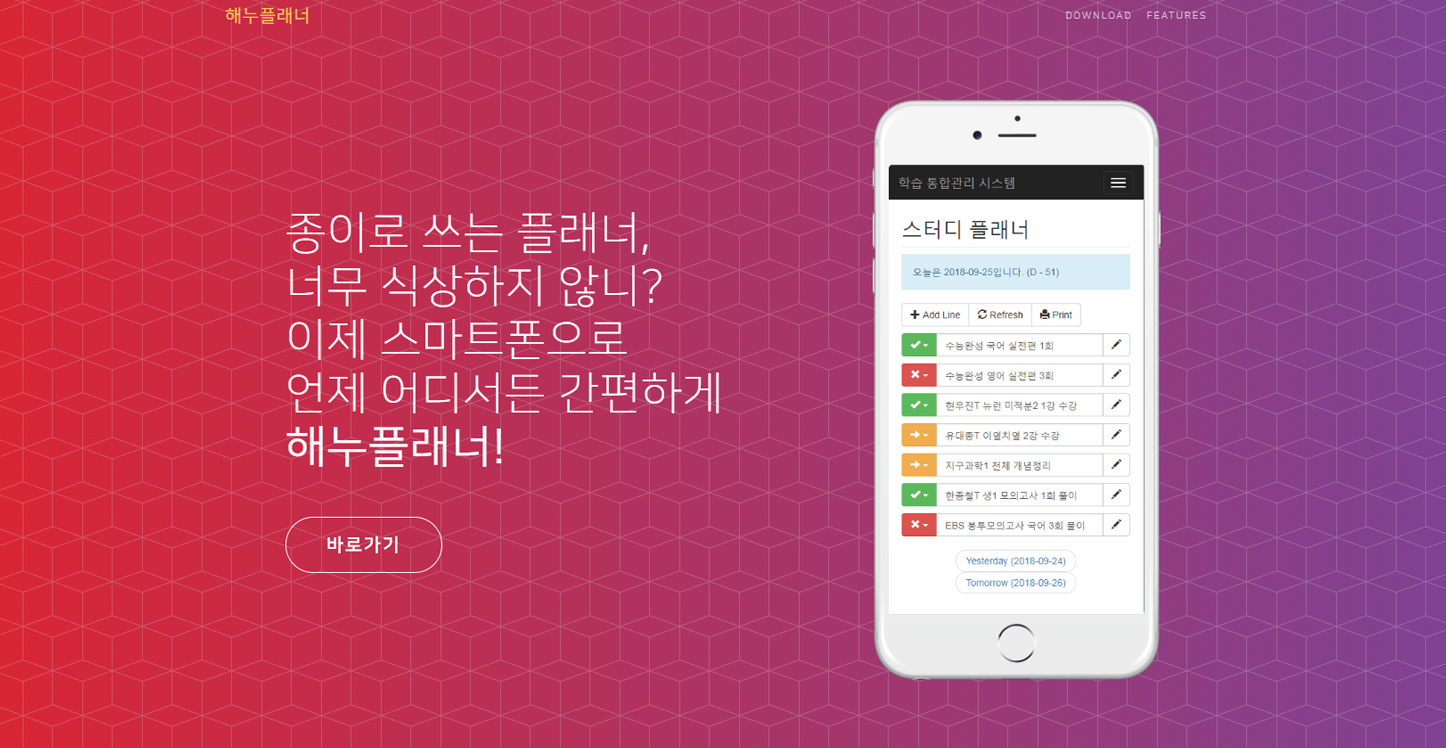 해누플래너
DOWNLOAD FEATURES
종이로 쓰는 플래너,
너무 식상하지 않니?
이제 스마트폰으로
언제 어디서든 간편하게
해누플래너!
바로가기
학습 통합관리 시스템
스터디 플래너
오늘은 2018-09-25입니다. (D - 51)
Add Line Refresh Print
수능완성 국어 실전편 1회
수능완성 영어 실전편 3회
현우진T 뉴런 미적분2 1강 수강
유대종T 이열치열 2강 수강
지구과학1 전체 개념정리
한종철T 생1 모의고사 1회 풀이
EBS 봉투모의고사 국어 3회 풀이
Yesterday (2018-09-24)
Tomorrow (2018-09-26)